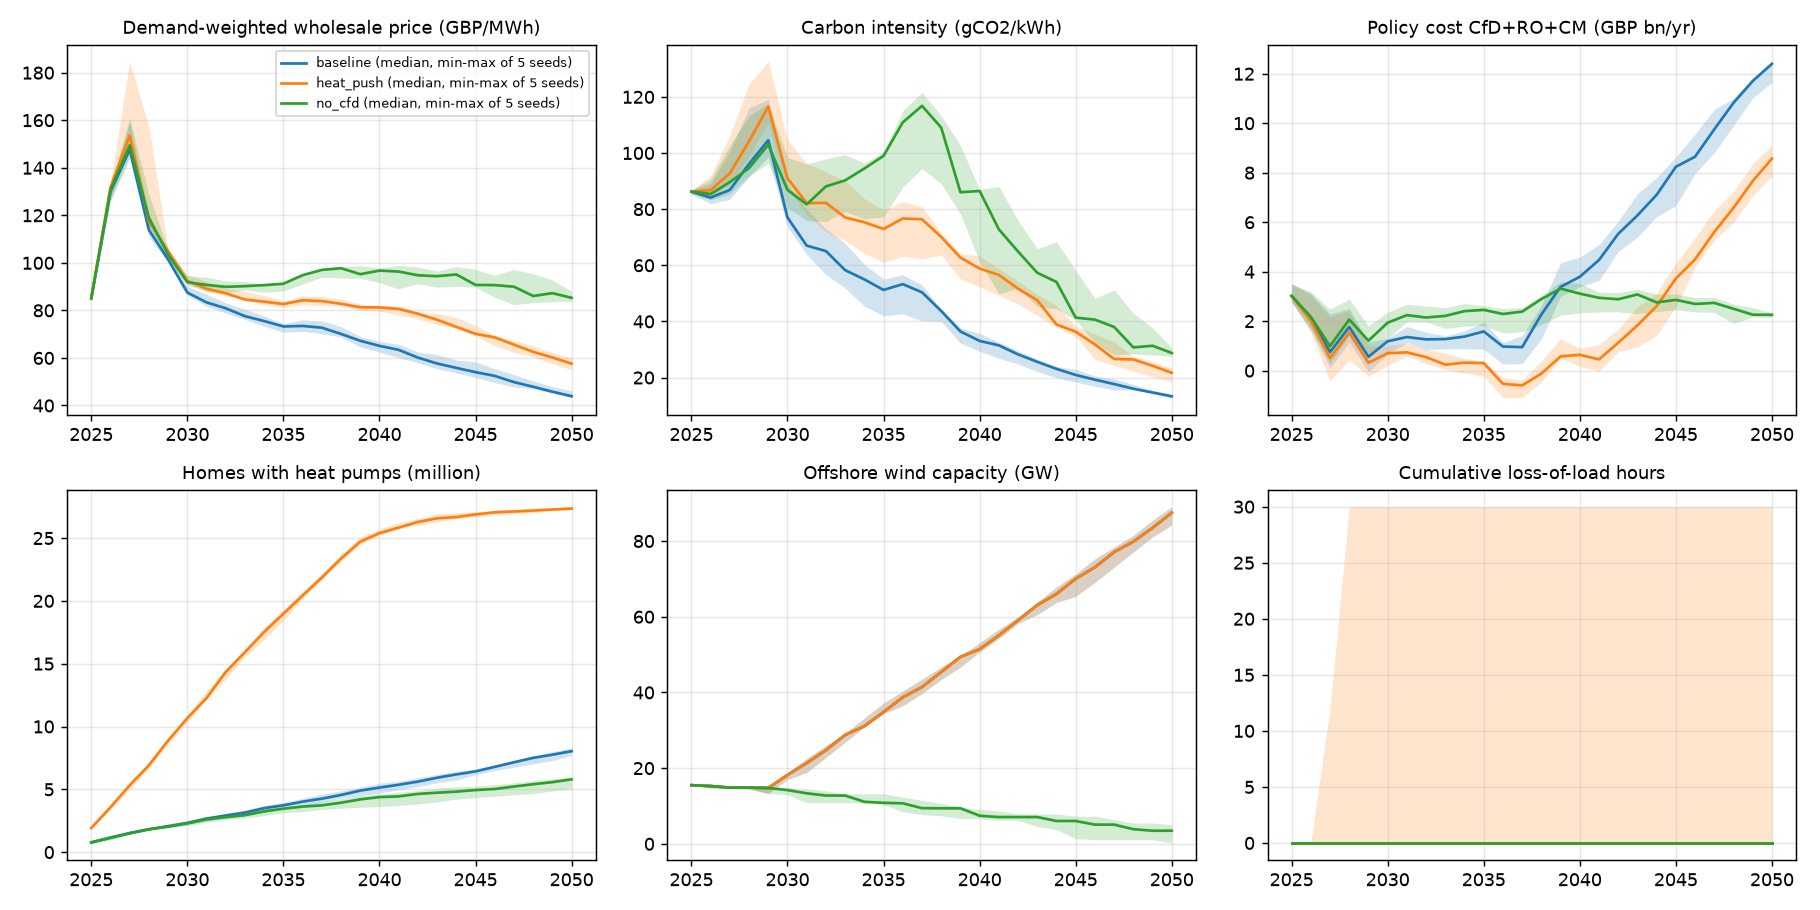 Demand-weighted wholesale price (GBP/MWh)
180
160
140
120
100
80
60
40
2025 2030 2035 2040 2045 2050
baseline (median, min-max of 5 seeds)
heat_push (median, min-max of 5 seeds)
no_cfd (median, min-max of 5 seeds)
Carbon intensity (gCO2/kWh)
120
100
80
60
40
20
2025 2030 2035 2040 2045 2050
Policy cost CfD+RO+CM (GBP bn/yr)
12
10
8
6
4
2
0
2025 2030 2035 2040 2045 2050
Homes with heat pumps (million)
25
20
15
10
5
0
2025 2030 2035 2040 2045 2050
Offshore wind capacity (GW)
80
60
40
20
0
2025 2030 2035 2040 2045 2050
Cumulative loss-of-load hours
30
25
20
15
10
5
0
2025 2030 2035 2040 2045 2050